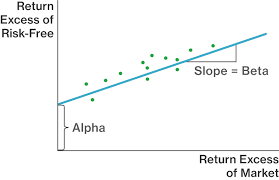 Return
Excess of
Risk-Free
Slope = Beta
Alpha
Return Excess
of Market